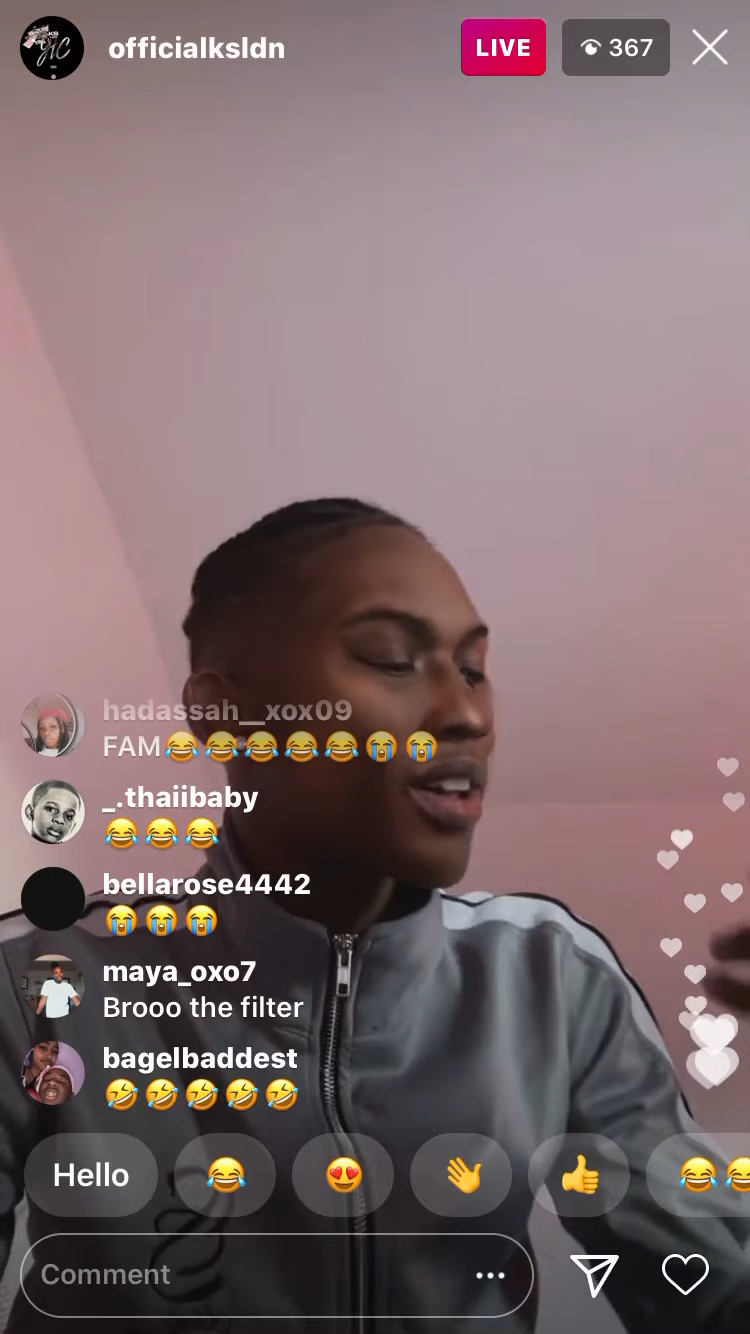 officialksldn
LIVE
367
hadassah__xox09
FAM😂😂😂😂😂😭😭
_.thaiibaby
😂😂😂
bellarose4442
😭😭😭
maya_oxo7
Brooo the filter
bagelbaddest
🤣🤣🤣🤣🤣
Hello 😂 😍 👋 👍 😂😂
Comment